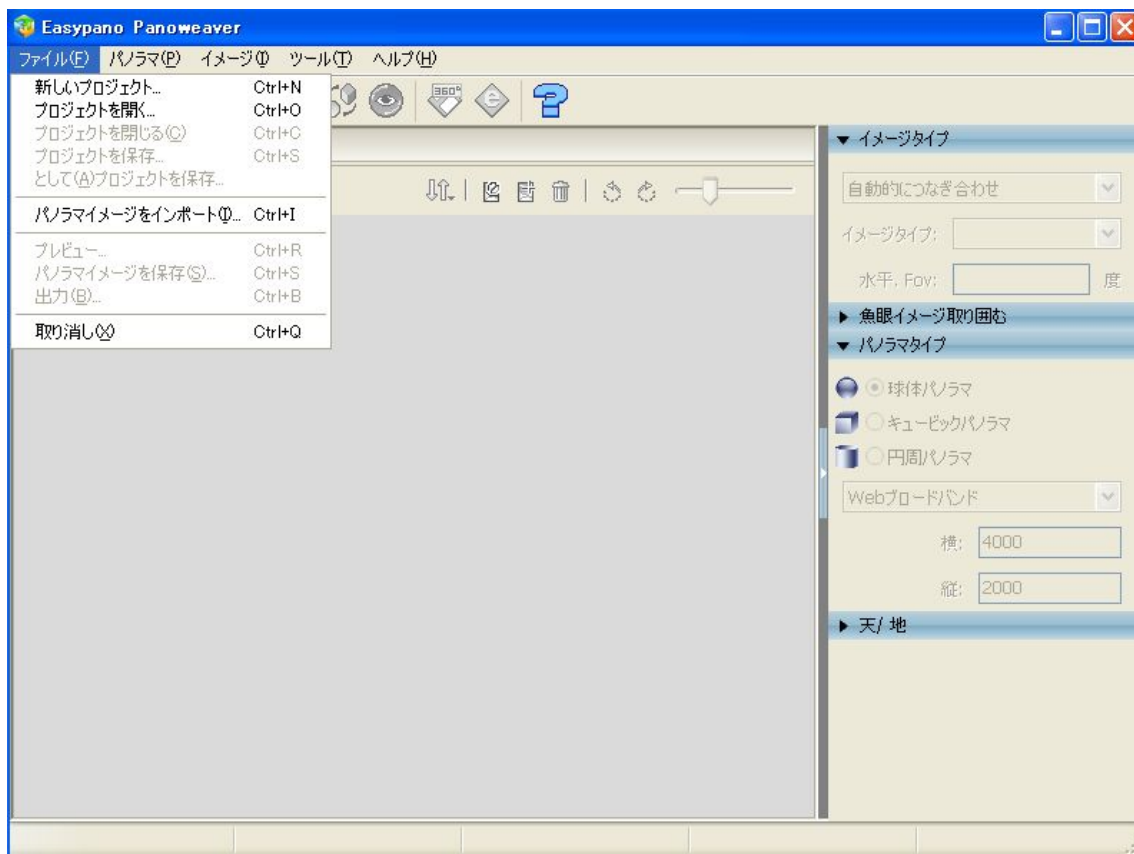 Easypano Panoweaver
ファイル(F) パノラマ(P) イメージ(I) ツール(T) ヘルプ(H)
新しいプロジェクト... Ctrl+N
プロジェクトを開く... Ctrl+O
プロジェクトを閉じる(C) Ctrl+C
プロジェクトを保存... Ctrl+S
として(A)プロジェクトを保存...
パノラマイメージをインポート(I)... Ctrl+I
プレビュー... Ctrl+R
パノラマイメージを保存(S)... Ctrl+S
出力(B)... Ctrl+B
取り消し(X) Ctrl+Q
360°
イメージタイプ
自動的につなぎ合わせ
イメージタイプ:
水平. Fov: 度
魚眼イメージ取り囲む
パノラマタイプ
球体パノラマ
キュービックパノラマ
円周パノラマ
Webブロードバンド
横: 4000
縦: 2000
天/ 地